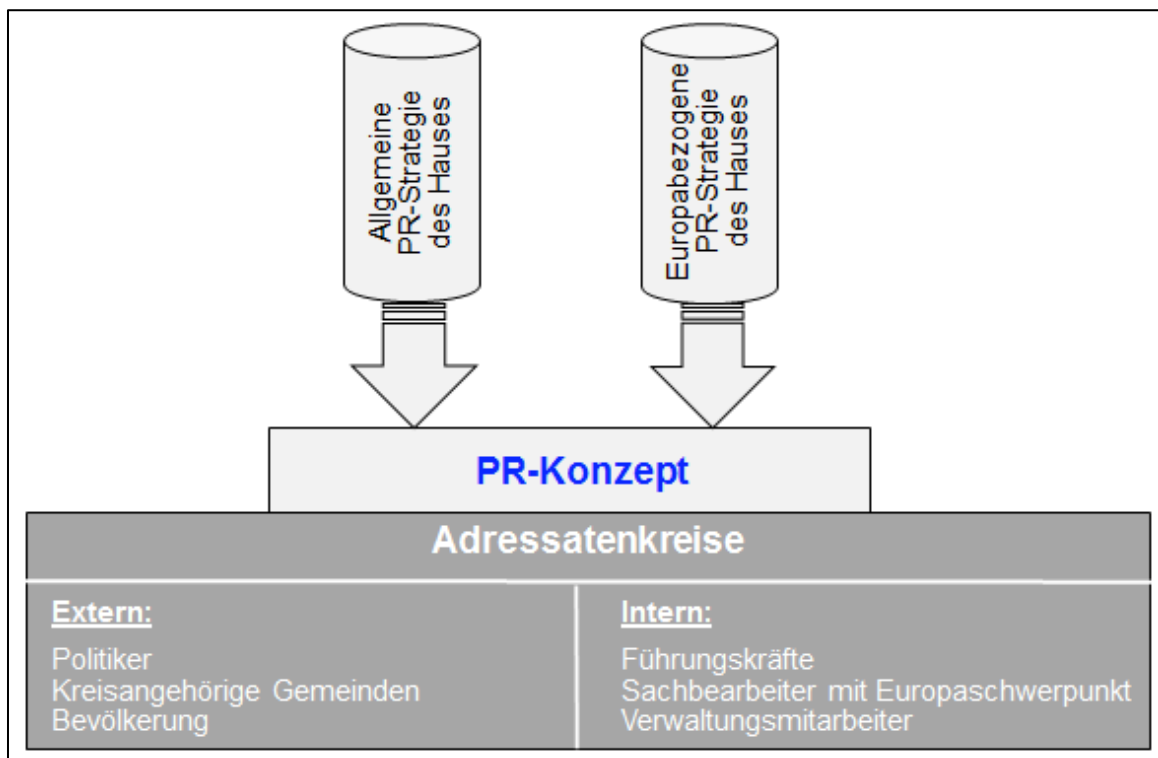 Allgemeine
PR-Strategie
des Hauses
Europabezogene
PR-Strategie
des Hauses
PR-Konzept
Adressatenkreise
Extern:
Politiker
Kreisangehörige Gemeinden
Bevölkerung
Intern:
Führungskräfte
Sachbearbeiter mit Europaschwerpunkt
Verwaltungsmitarbeiter